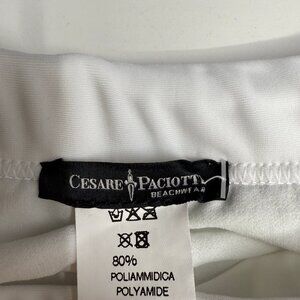 CESARE PACIOTTI
BEACHWEAR
80%
POLIAMMIDICA
POLYAMIDE